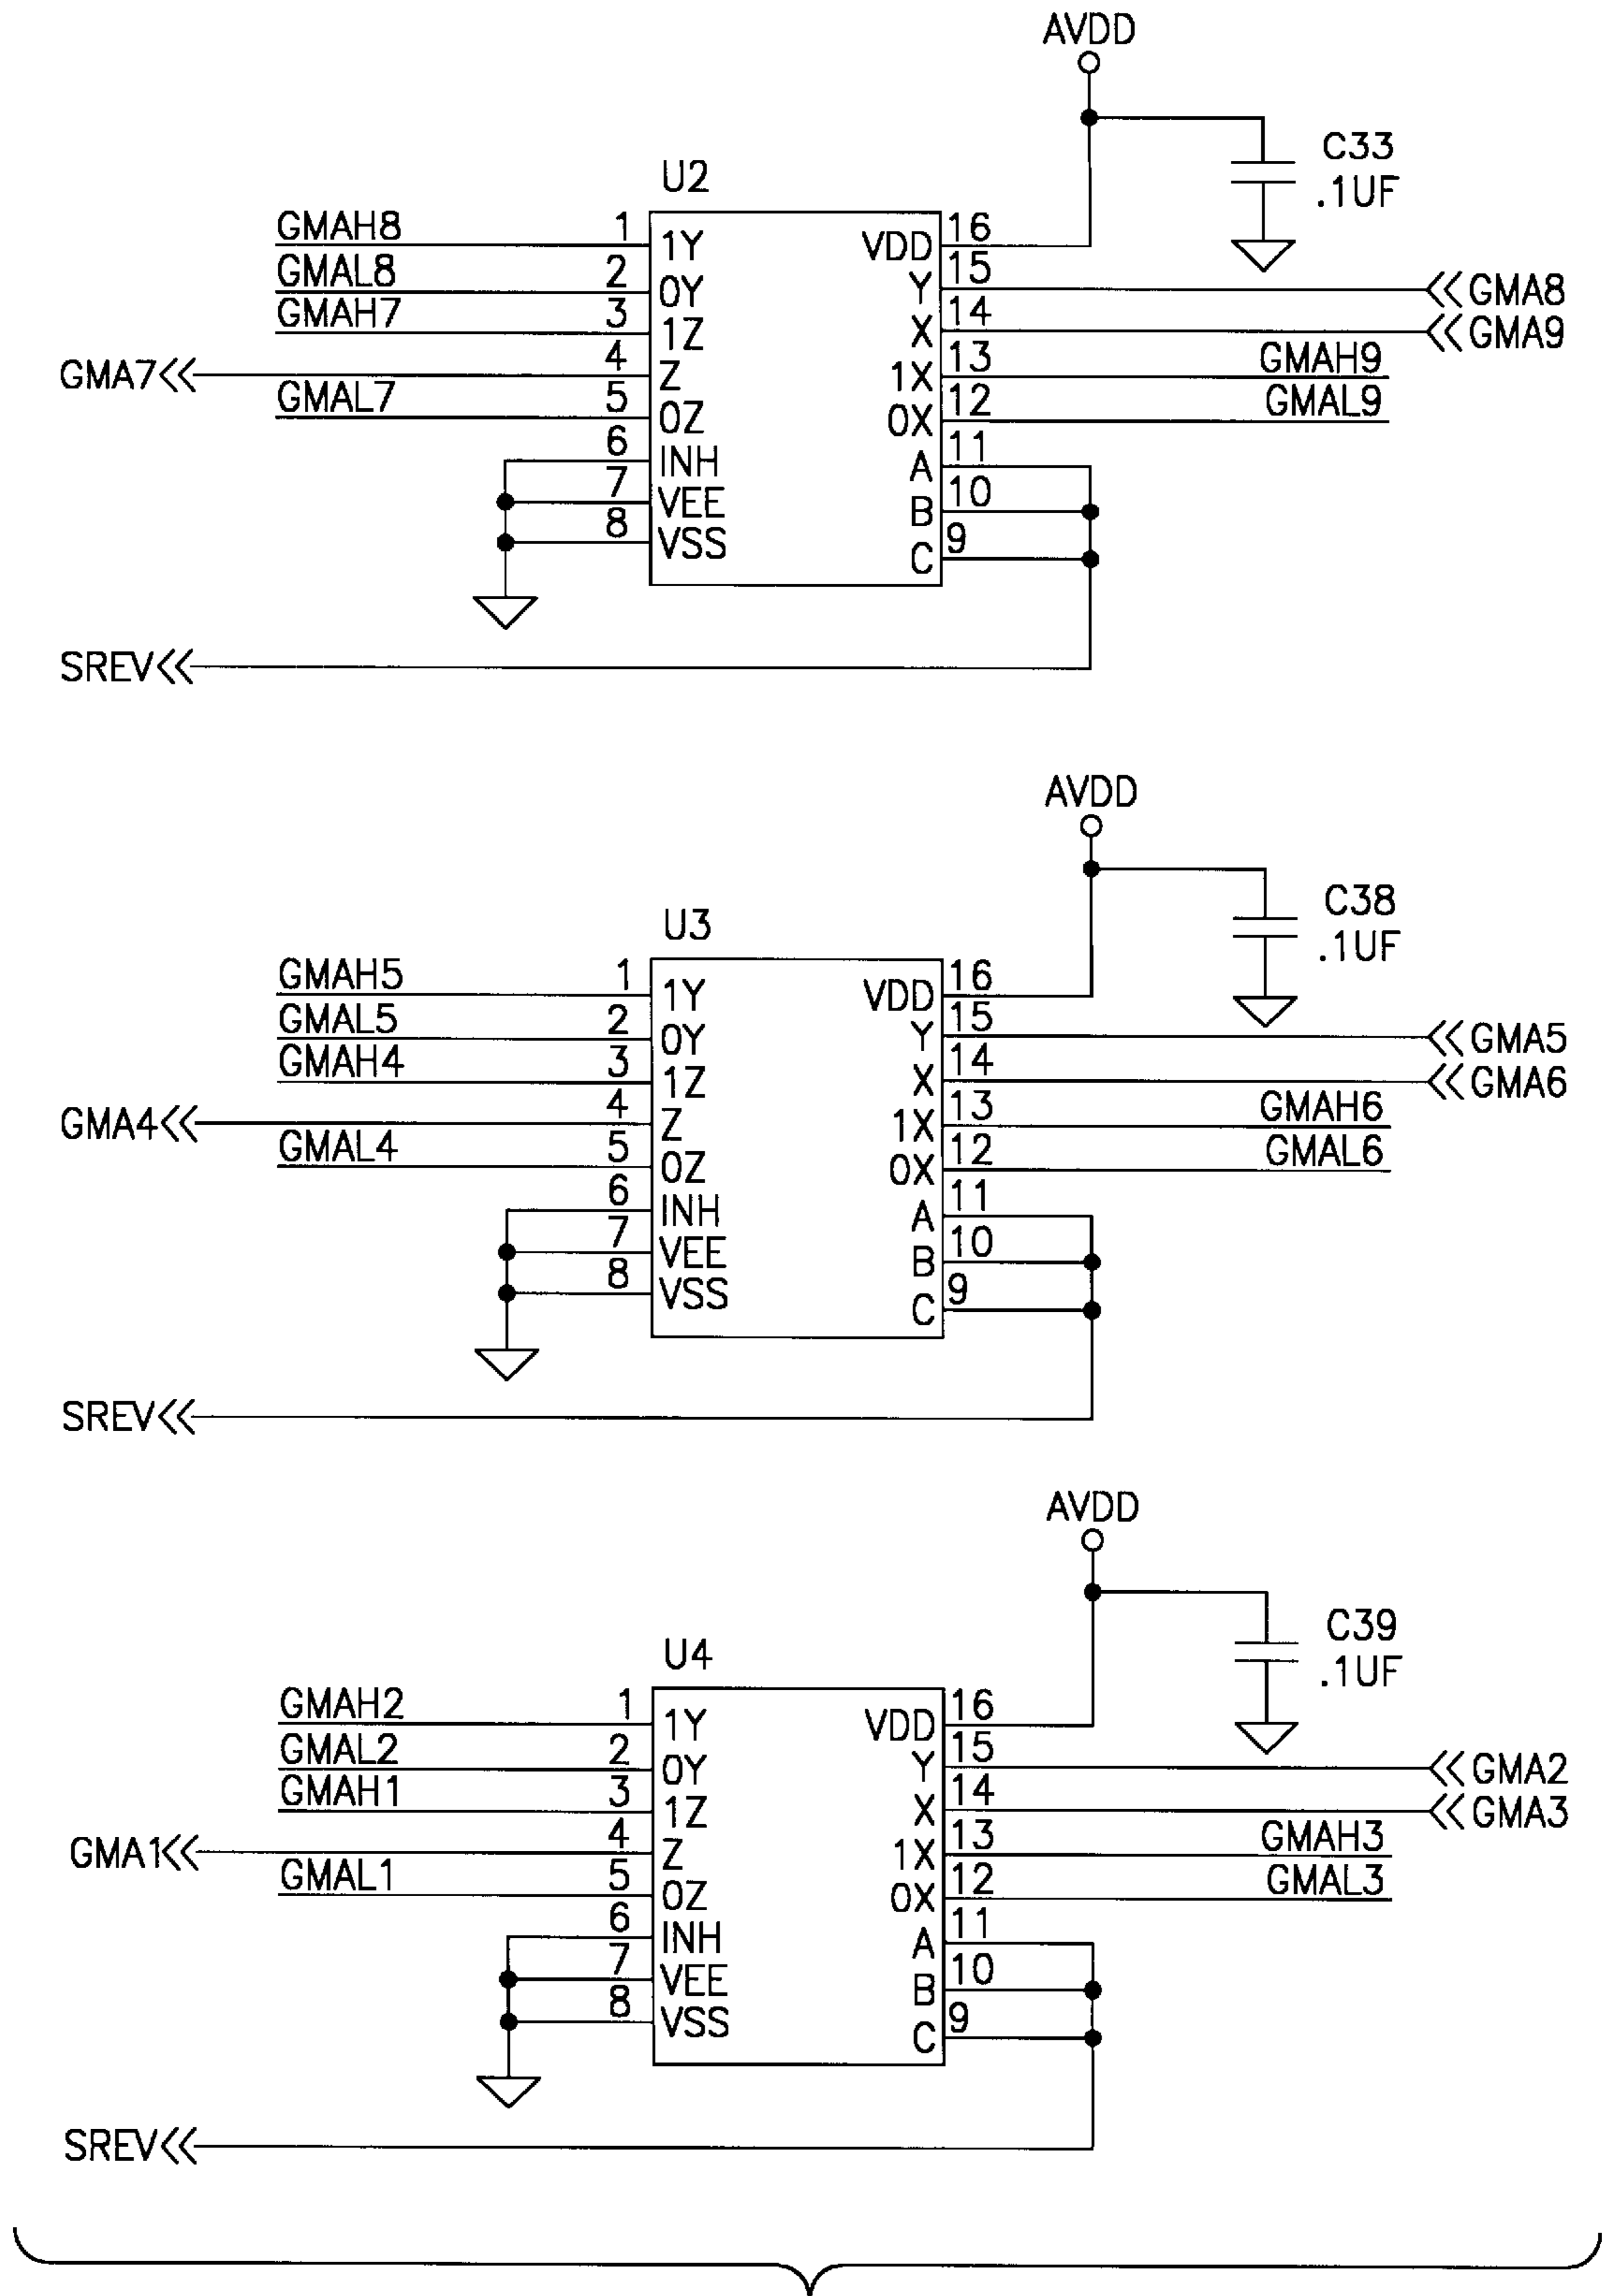 AVDD
C33
.1UF
U2
GMAH8 1 1Y VDD 16
GMAL8 2 0Y Y 15 GMA8
GMAH7 3 1Z X 14 GMA9
GMA7 4 Z 1X 13 GMAH9
GMAL7 5 0Z 0X 12 GMAL9
6 INH A 11
7 VEE B 10
8 VSS C 9
SREV
AVDD
C38
.1UF
U3
GMAH5 1 1Y VDD 16
GMAL5 2 0Y Y 15 GMA5
GMAH4 3 1Z X 14 GMA6
GMA4 4 Z 1X 13 GMAH6
GMAL4 5 0Z 0X 12 GMAL6
6 INH A 11
7 VEE B 10
8 VSS C 9
SREV
AVDD
C39
.1UF
U4
GMAH2 1 1Y VDD 16
GMAL2 2 0Y Y 15 GMA2
GMAH1 3 1Z X 14 GMA3
GMA1 4 Z 1X 13 GMAH3
GMAL1 5 0Z 0X 12 GMAL3
6 INH A 11
7 VEE B 10
8 VSS C 9
SREV